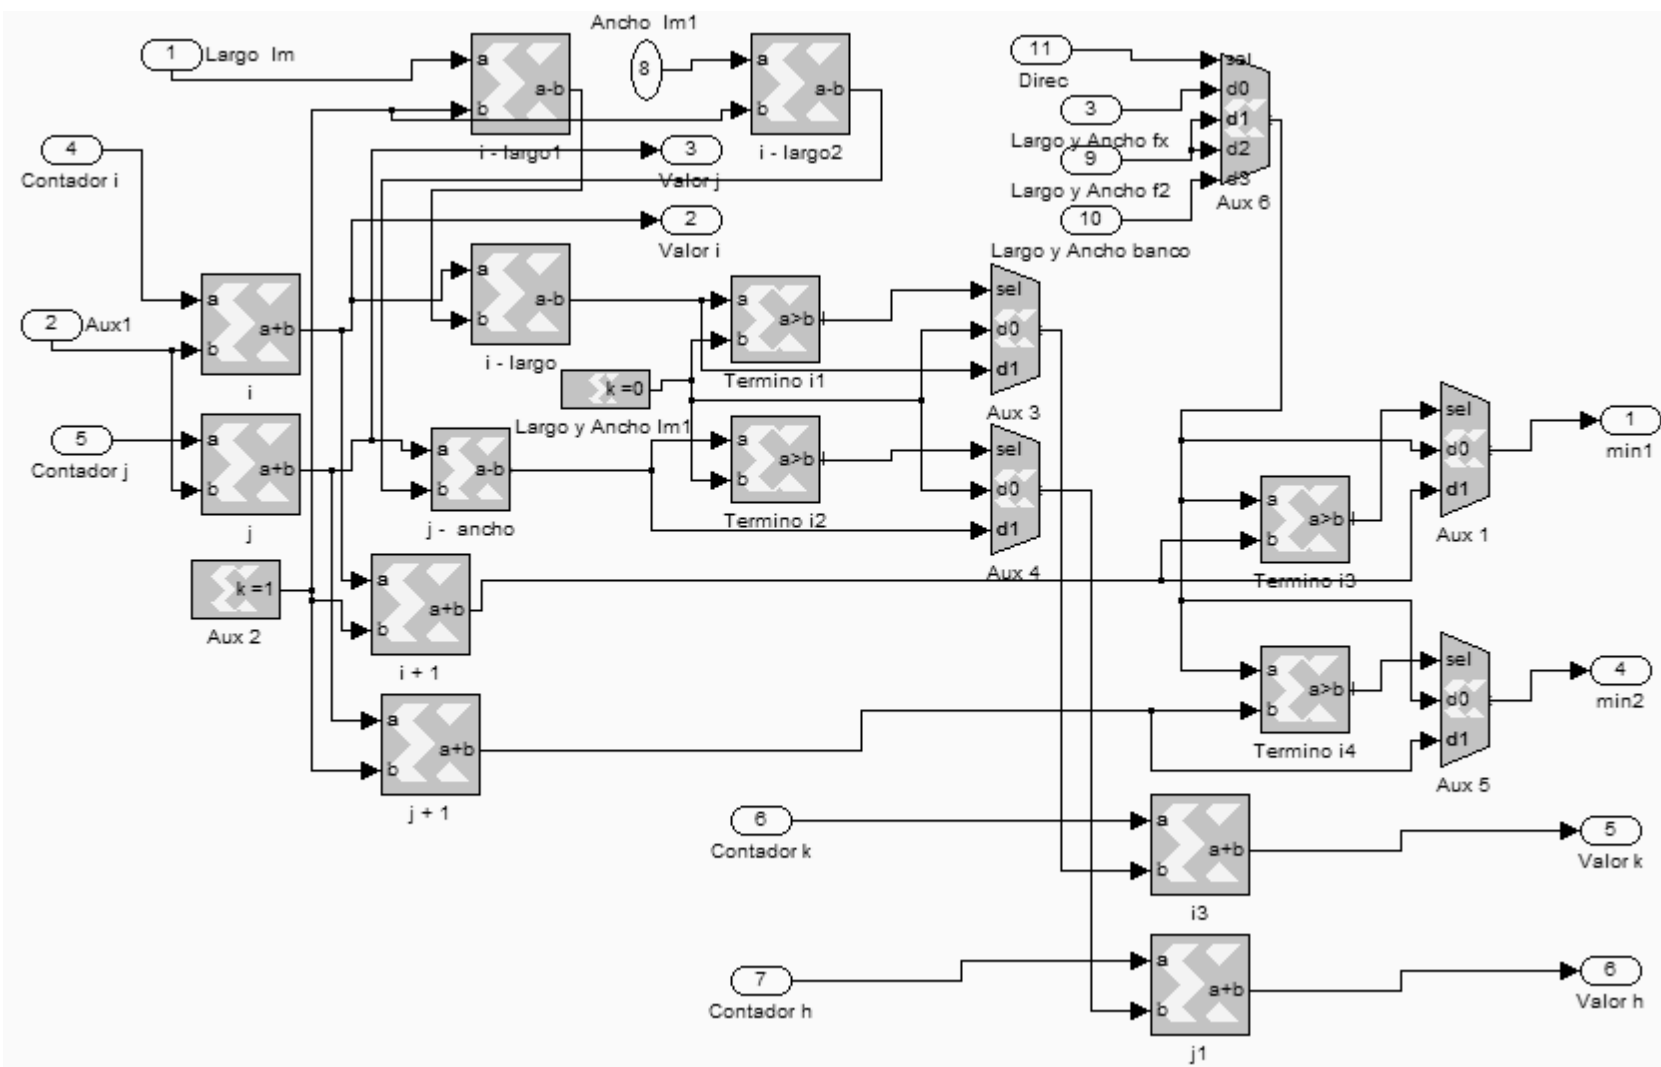 Ancho Im1
1
Largo Im
a
b
a-b
i - largo1
8
a
b
a-b
i - largo2
11
Direc
3
Largo y Ancho fx
9
Largo y Ancho f2
10
Largo y Ancho banco
sel
d0
d1
d2
d3
Aux 6
4
Contador i
3
Valor j
2
Valor i
2
Aux1
a
b
a+b
i
a
b
a-b
i - largo
a
b
a>b
Termino i1
sel
d0
d1
Aux 3
k =0
Largo y Ancho Im1
5
Contador j
a
b
a+b
j
a
b
a-b
j - ancho
a
b
a>b
Termino i2
sel
d0
d1
Aux 4
sel
d0
d1
Aux 1
1
min1
a
b
a>b
Termino i3
k =1
Aux 2
a
b
a+b
i + 1
a
b
a>b
Termino i4
sel
d0
d1
Aux 5
4
min2
a
b
a+b
j + 1
6
Contador k
a
b
a+b
i3
5
Valor k
7
Contador h
a
b
a+b
j1
6
Valor h